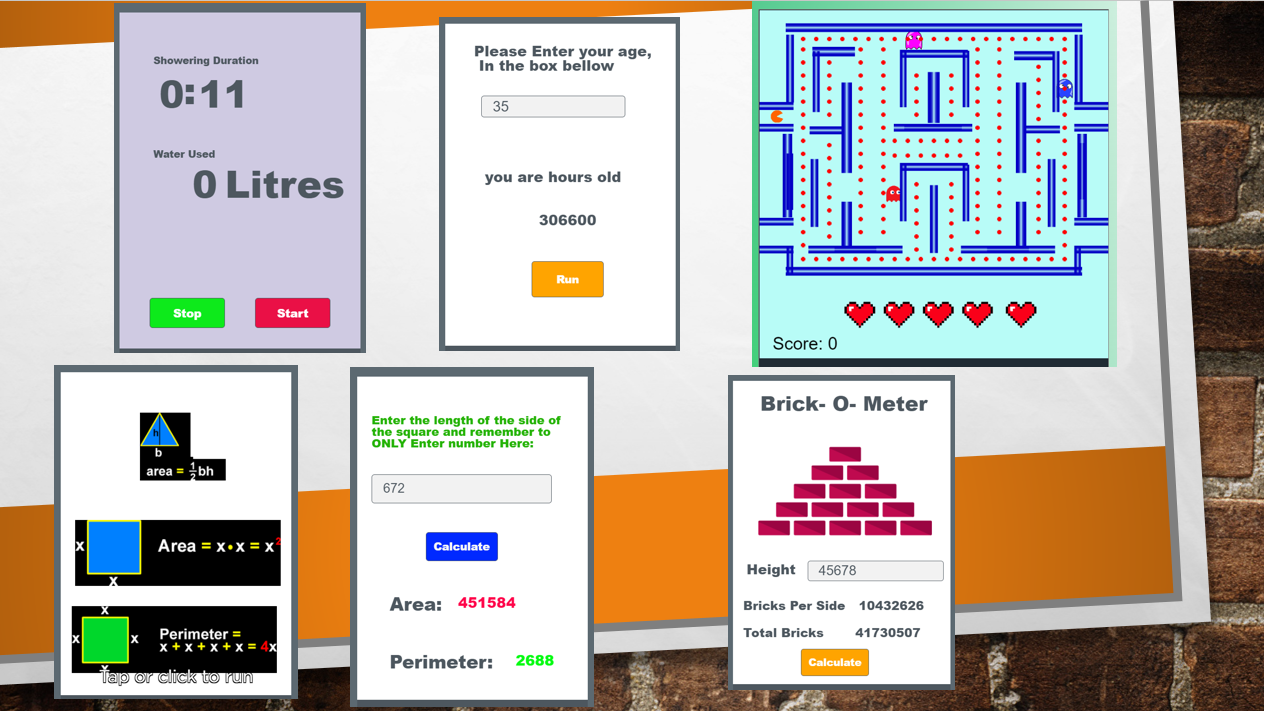 Showering Duration
0:11
Water Used
0 Litres
Stop
Start
Please Enter your age,
In the box bellow
35
you are hours old
306600
Run
Score: 0
h
b
area = 1/2 bh
x
Area = x•x = x²
x
x
x
x
Perimeter =
x + x + x + x = 4x
x
Tap or click to run
Enter the length of the side of
the square and remember to
ONLY Enter number Here:
672
Calculate
Area: 451584
Perimeter: 2688
Brick- O- Meter
Height 45678
Bricks Per Side 10432626
Total Bricks 41730507
Calculate